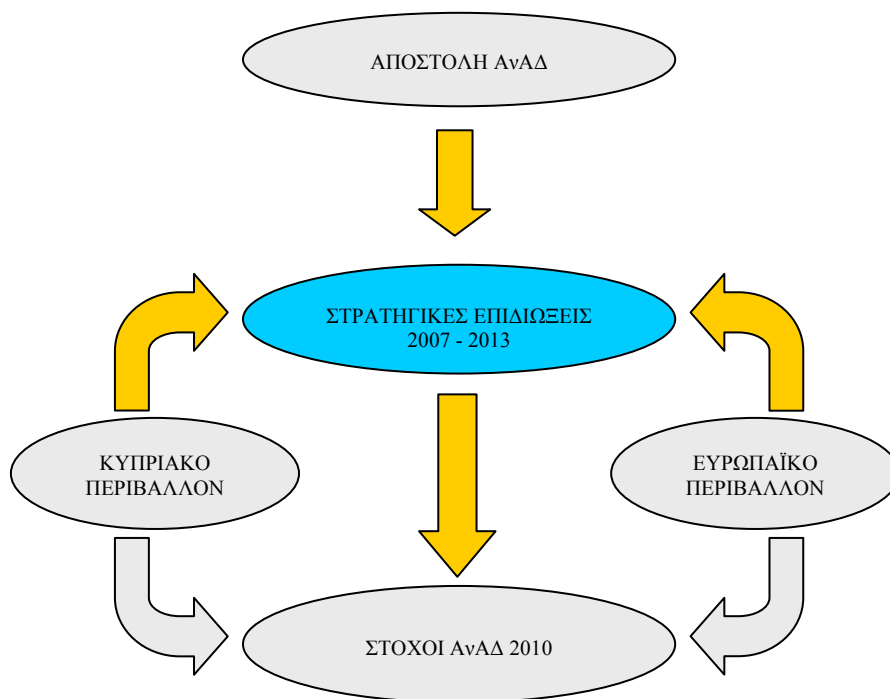 ΑΠΟΣΤΟΛΗ ΑνΑΔ
ΣΤΡΑΤΗΓΙΚΕΣ ΕΠΙΔΙΩΞΕΙΣ
2007 - 2013
ΚΥΠΡΙΑΚΟ
ΠΕΡΙΒΑΛΛΟΝ
ΕΥΡΩΠΑΪΚΟ
ΠΕΡΙΒΑΛΛΟΝ
ΣΤΟΧΟΙ ΑνΑΔ 2010